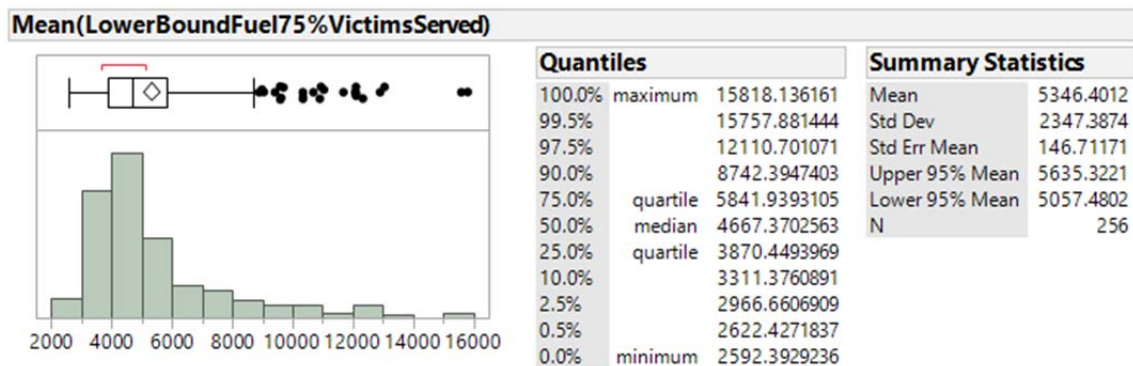 Mean(LowerBoundFuel75%VictimsServed)
2000 4000 6000 8000 10000 12000 14000 16000
Quantiles
100.0% maximum 15818.136161
99.5% 15757.881444
97.5% 12110.701071
90.0% 8742.3947403
75.0% quartile 5841.9393105
50.0% median 4667.3702563
25.0% quartile 3870.4493969
10.0% 3311.3760891
2.5% 2966.6606909
0.5% 2622.4271837
0.0% minimum 2592.3929236
Summary Statistics
Mean 5346.4012
Std Dev 2347.3874
Std Err Mean 146.71171
Upper 95% Mean 5635.3221
Lower 95% Mean 5057.4802
N 256